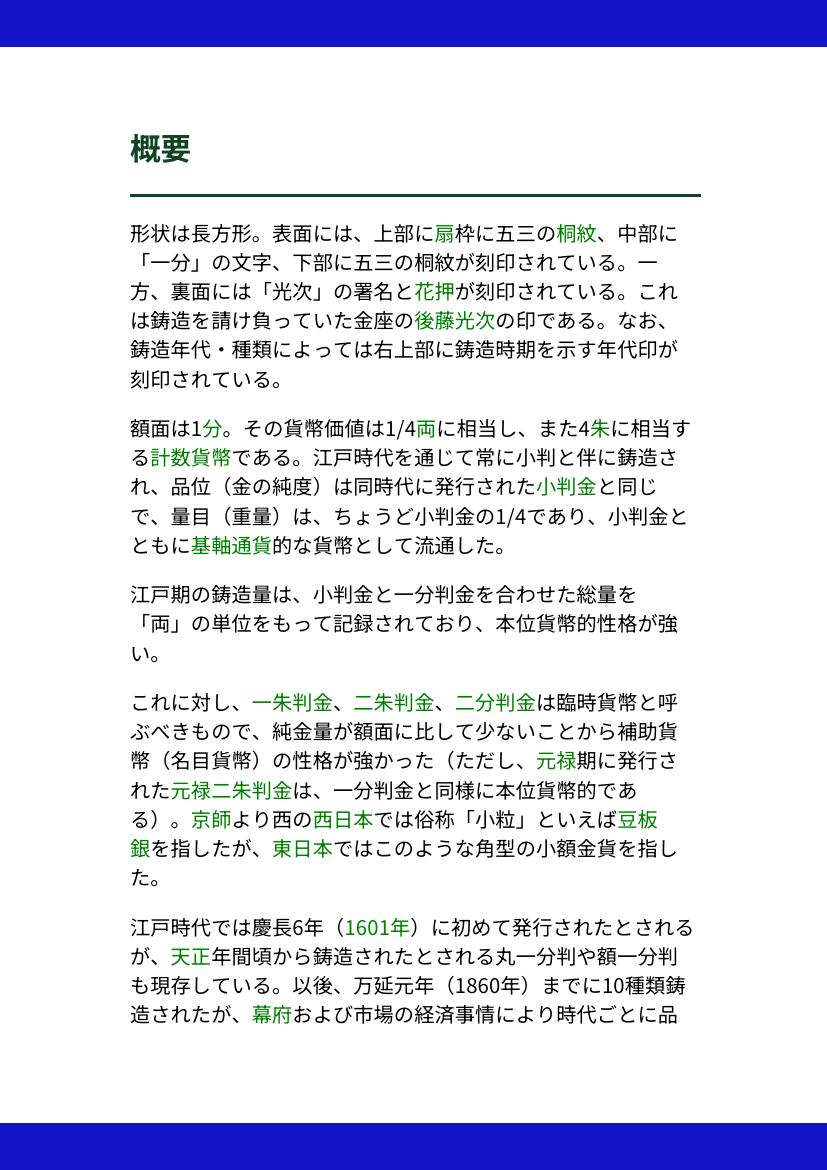 概要
形状は長方形。表面には、上部に扇枠に五三の桐紋、中部に
「一分」の文字、下部に五三の桐紋が刻印されている。一
方、裏面には「光次」の署名と花押が刻印されている。これ
は鋳造を請け負っていた金座の後藤光次の印である。なお、
鋳造年代・種類によっては右上部に鋳造時期を示す年代印が
刻印されている。
額面は1分。その貨幣価値は1/4両に相当し、また4朱に相当す
る計数貨幣である。江戸時代を通じて常に小判と伴に鋳造さ
れ、品位（金の純度）は同時代に発行された小判金と同じ
で、量目（重量）は、ちょうど小判金の1/4であり、小判金と
ともに基軸通貨的な貨幣として流通した。
江戸期の鋳造量は、小判金と一分判金を合わせた総量を
「両」の単位をもって記録されており、本位貨幣的性格が強
い。
これに対し、一朱判金、二朱判金、二分判金は臨時貨幣と呼
ぶべきもので、純金量が額面に比して少ないことから補助貨
幣（名目貨幣）の性格が強かった（ただし、元禄期に発行さ
れた元禄二朱判金は、一分判金と同様に本位貨幣的であ
る）。京師より西の西日本では俗称「小粒」といえば豆板
銀を指したが、東日本ではこのような角型の小額金貨を指し
た。
江戸時代では慶長6年（1601年）に初めて発行されたとされる
が、天正年間頃から鋳造されたとされる丸一分判や額一分判
も現存している。以後、万延元年（1860年）までに10種類鋳
造されたが、幕府および市場の経済事情により時代ごとに品